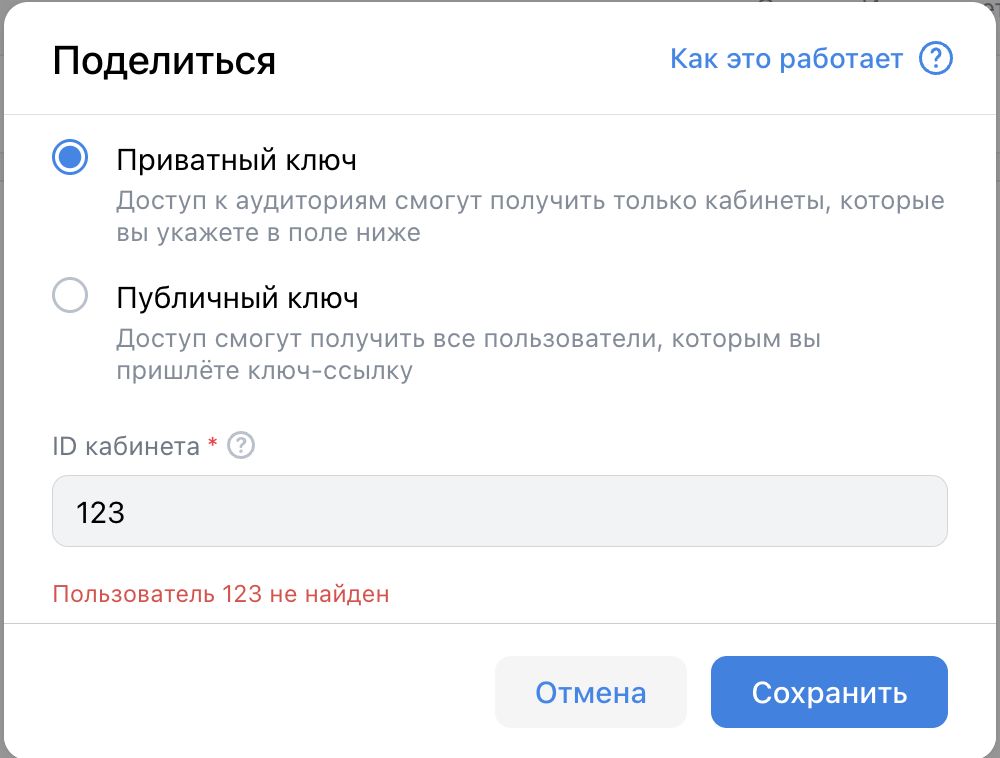 Поделиться
Как это работает ?
Приватный ключ
Доступ к аудиториям смогут получить только кабинеты, которые
вы укажете в поле ниже
Публичный ключ
Доступ смогут получить все пользователи, которым вы
пришлёте ключ-ссылку
ID кабинета * ?
123
Пользователь 123 не найден
Отмена
Сохранить